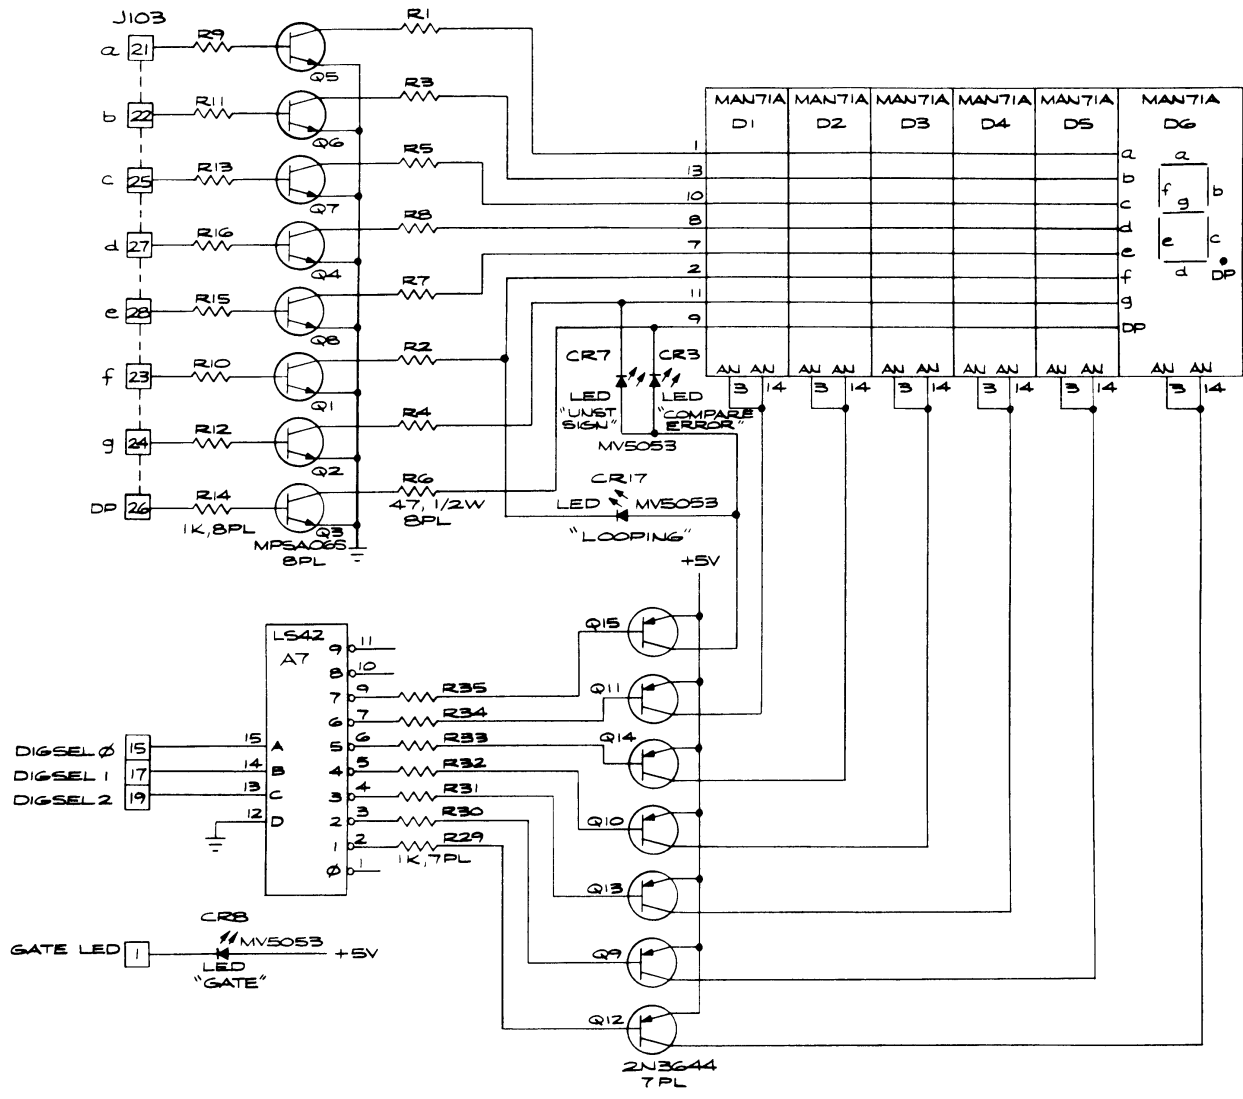 J103
a 21 R9 Q5 R1
b 22 R11 Q6 R3
c 25 R13 Q7 R5
d 27 R16 Q4 R8
e 28 R15 Q8 R7
f 23 R10 Q1 R2
g 24 R12 Q2 R4
DP 26 R14 Q3 R6
1K, 8PL
MPSA065
8PL
47, 1/2W
8PL
MAN71A MAN71A MAN71A MAN71A MAN71A MAN71A
D1 D2 D3 D4 D5 D6
1 a
13 b
10 c
8 d
7 e
2 f
11 g
9 DP
a
f b
g
e c
d DP
AN AN AN AN AN AN AN AN AN AN AN AN
3 14 3 14 3 14 3 14 3 14 3 14
CR7 CR3
LED LED
"UNST SIGN" "COMPARE ERROR"
MV5053
CR17
LED MV5053
"LOOPING"
+5V
LS42
A7
9 11
8 10
7 9 R35 Q15
6 7 R34 Q11
5 6 R33 Q14
4 5 R32 Q10
3 4 R31 Q13
2 3 R30 Q9
1 2 R29 Q12
1K, 7PL
Ø 1
DIGSEL Ø 15 15 A
DIGSEL 1 17 14 B
DIGSEL 2 19 13 C
12 D
CR8
MV5053
GATE LED 1 +5V
LED
"GATE"
2N3644
7PL